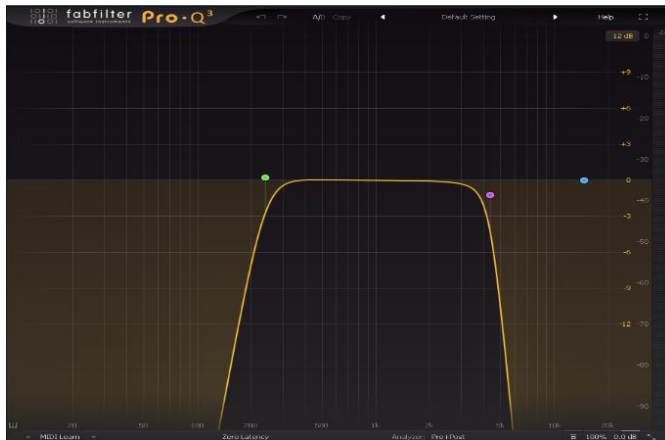 fabfilter Pro·Q³ A/B Copy Default Setting Help
software instruments
12 dB 0
+9 -10
+6 -20
+3 -30
0 -40
-3 -50
-6 -60
-9
-12 -70
-80
-90
20 50 100 200 500 1k 2k 5k 10k 20k
MIDI Learn Zero Latency Analyzer: Pre+Post 100% 0.0 dB